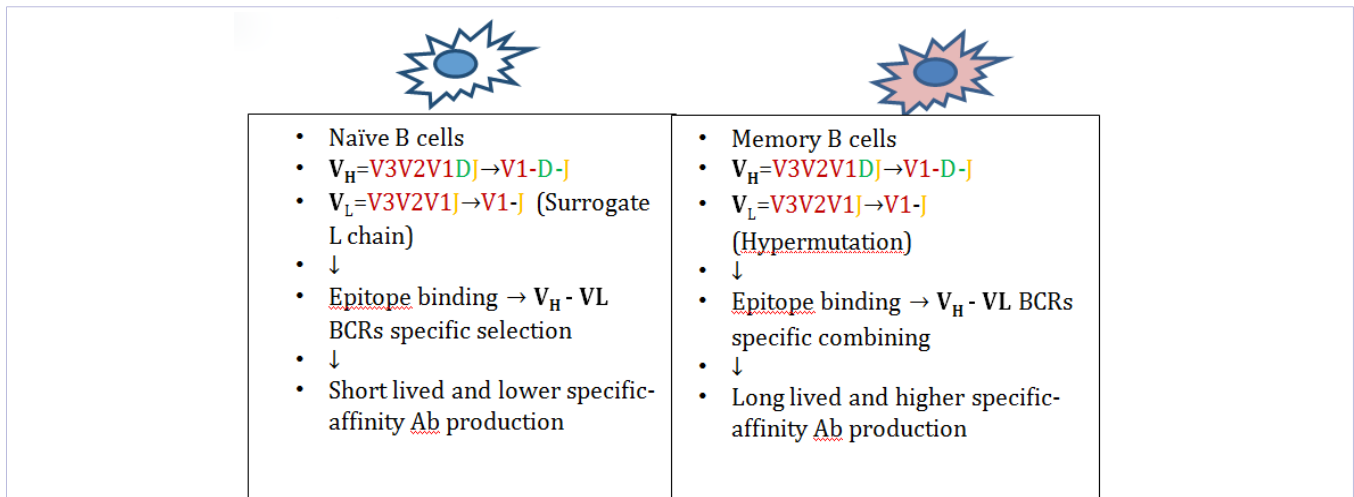 • Naïve B cells
• VH=V3V2V1DJ→V1-D-J
• VL=V3V2V1J→V1-J (Surrogate
L chain)
• ↓
• Epitope binding → VH - VL
BCRs specific selection
• ↓
• Short lived and lower specific-
affinity Ab production
• Memory B cells
• VH=V3V2V1DJ→V1-D-J
• VL=V3V2V1J→V1-J
(Hypermutation)
• ↓
• Epitope binding → VH - VL BCRs
specific combining
• ↓
• Long lived and higher specific-
affinity Ab production